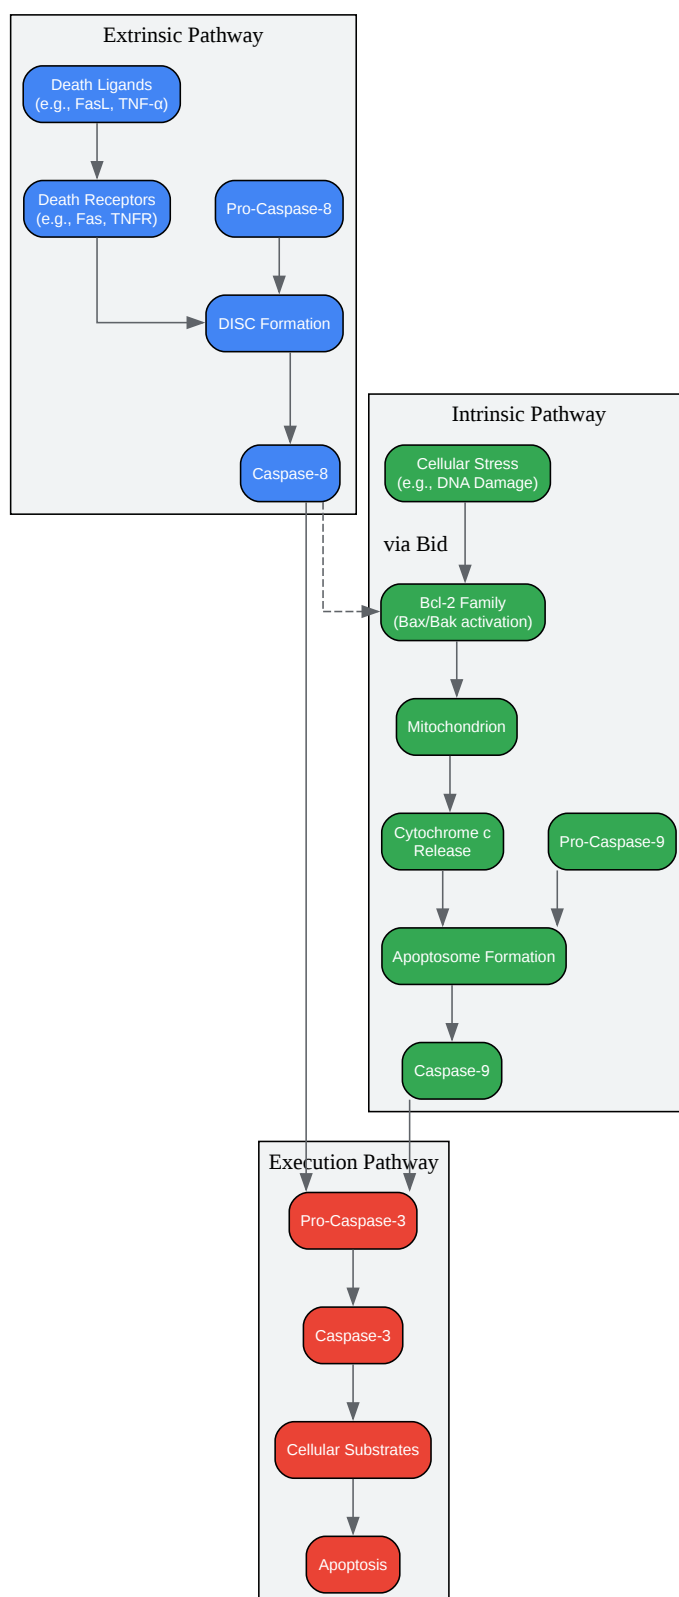 Extrinsic Pathway
Death Ligands
(e.g., FasL, TNF-α)
Death Receptors
(e.g., Fas, TNFR)
Pro-Caspase-8
DISC Formation
Caspase-8
Intrinsic Pathway
Cellular Stress
(e.g., DNA Damage)
via Bid
Bcl-2 Family
(Bax/Bak activation)
Mitochondrion
Cytochrome c
Release
Pro-Caspase-9
Apoptosome Formation
Caspase-9
Execution Pathway
Pro-Caspase-3
Caspase-3
Cellular Substrates
Apoptosis